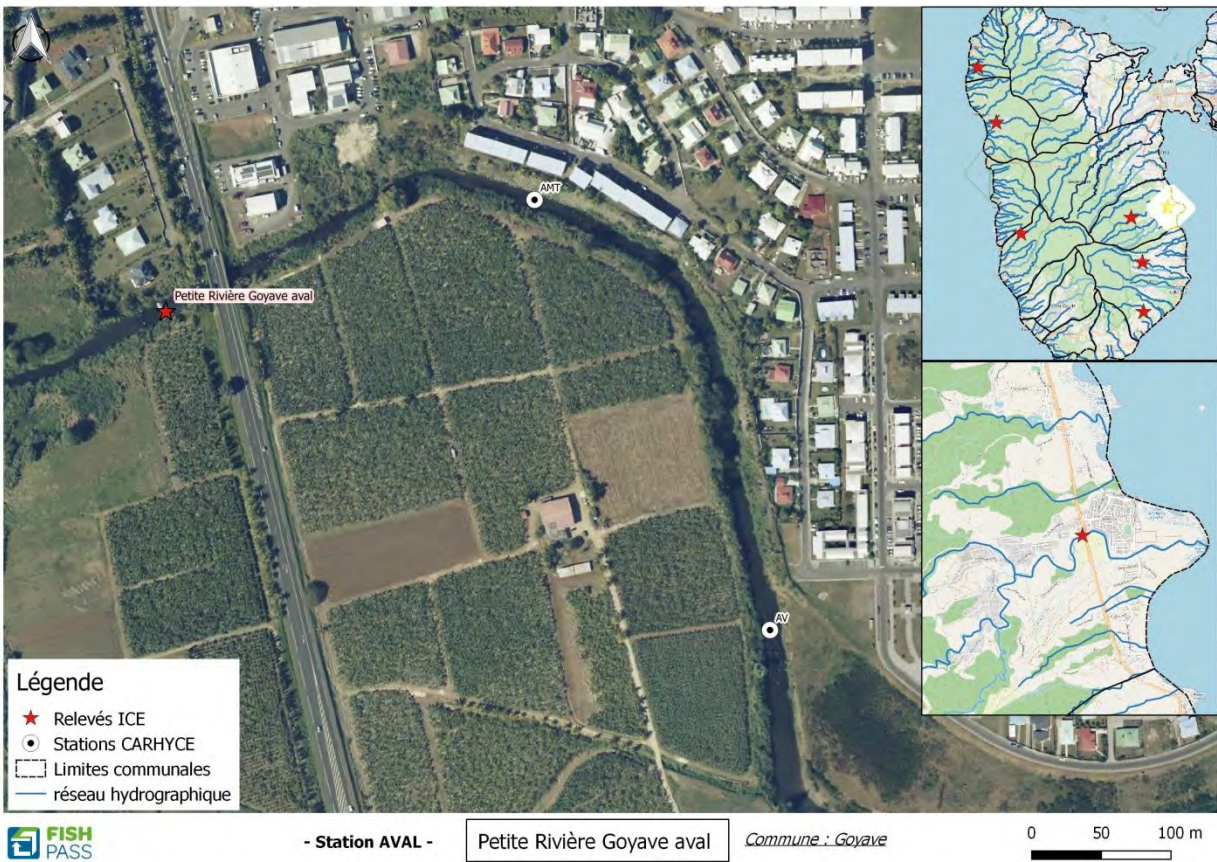 AMT
Petite Rivière Goyave aval
AV
Légende
Relevés ICE
Stations CARHYCE
Limites communales
réseau hydrographique
FISH
PASS
- Station AVAL -
Petite Rivière Goyave aval
Commune : Goyave
0 50 100 m